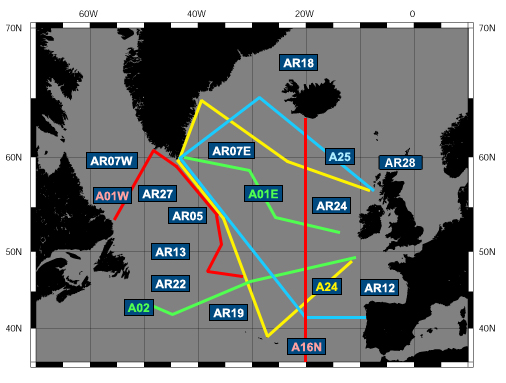 60W 40W 20W 0
70N 70N
AR18
60N AR07W AR07E A25 AR28 60N
A01W AR27 A01E AR24
AR05
50N AR13 50N
AR22 A24 AR12
A02 AR19
40N 40N
A16N